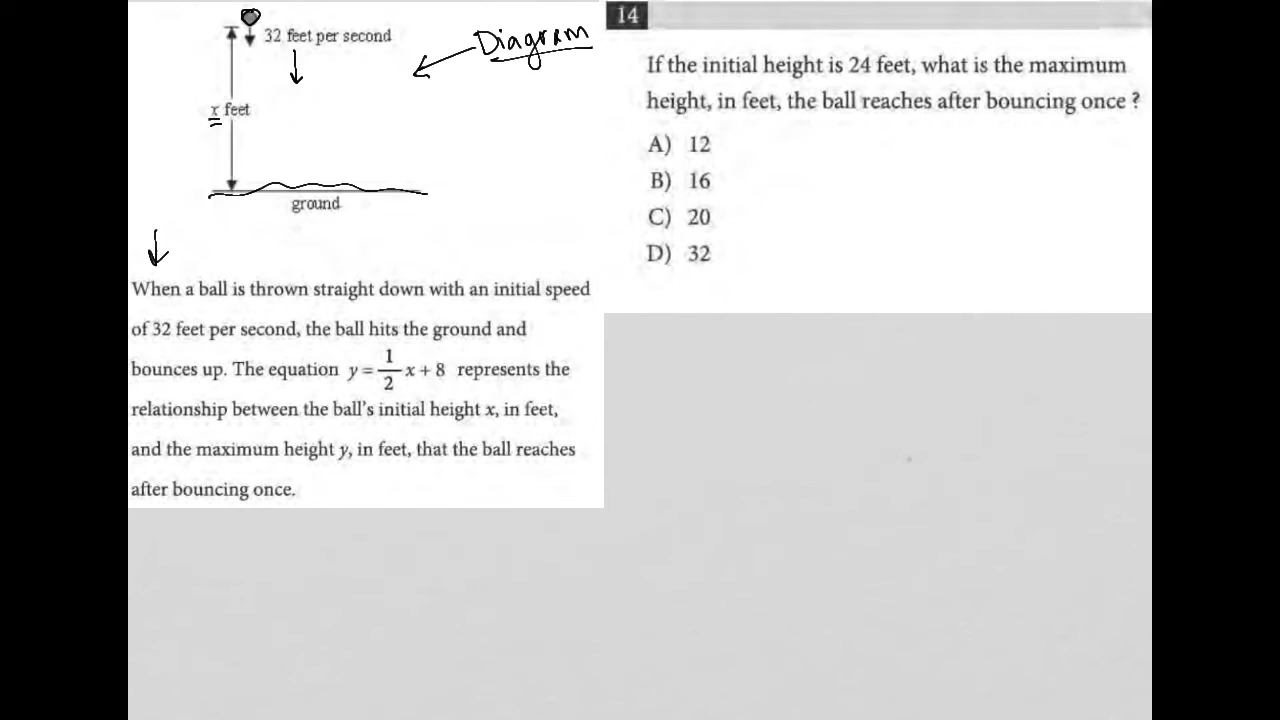 32 feet per second
Diagram
x feet
ground
When a ball is thrown straight down with an initial speed
of 32 feet per second, the ball hits the ground and
bounces up. The equation y = 1/2 x + 8 represents the
relationship between the ball's initial height x, in feet,
and the maximum height y, in feet, that the ball reaches
after bouncing once.
14
If the initial height is 24 feet, what is the maximum
height, in feet, the ball reaches after bouncing once ?
A) 12
B) 16
C) 20
D) 32